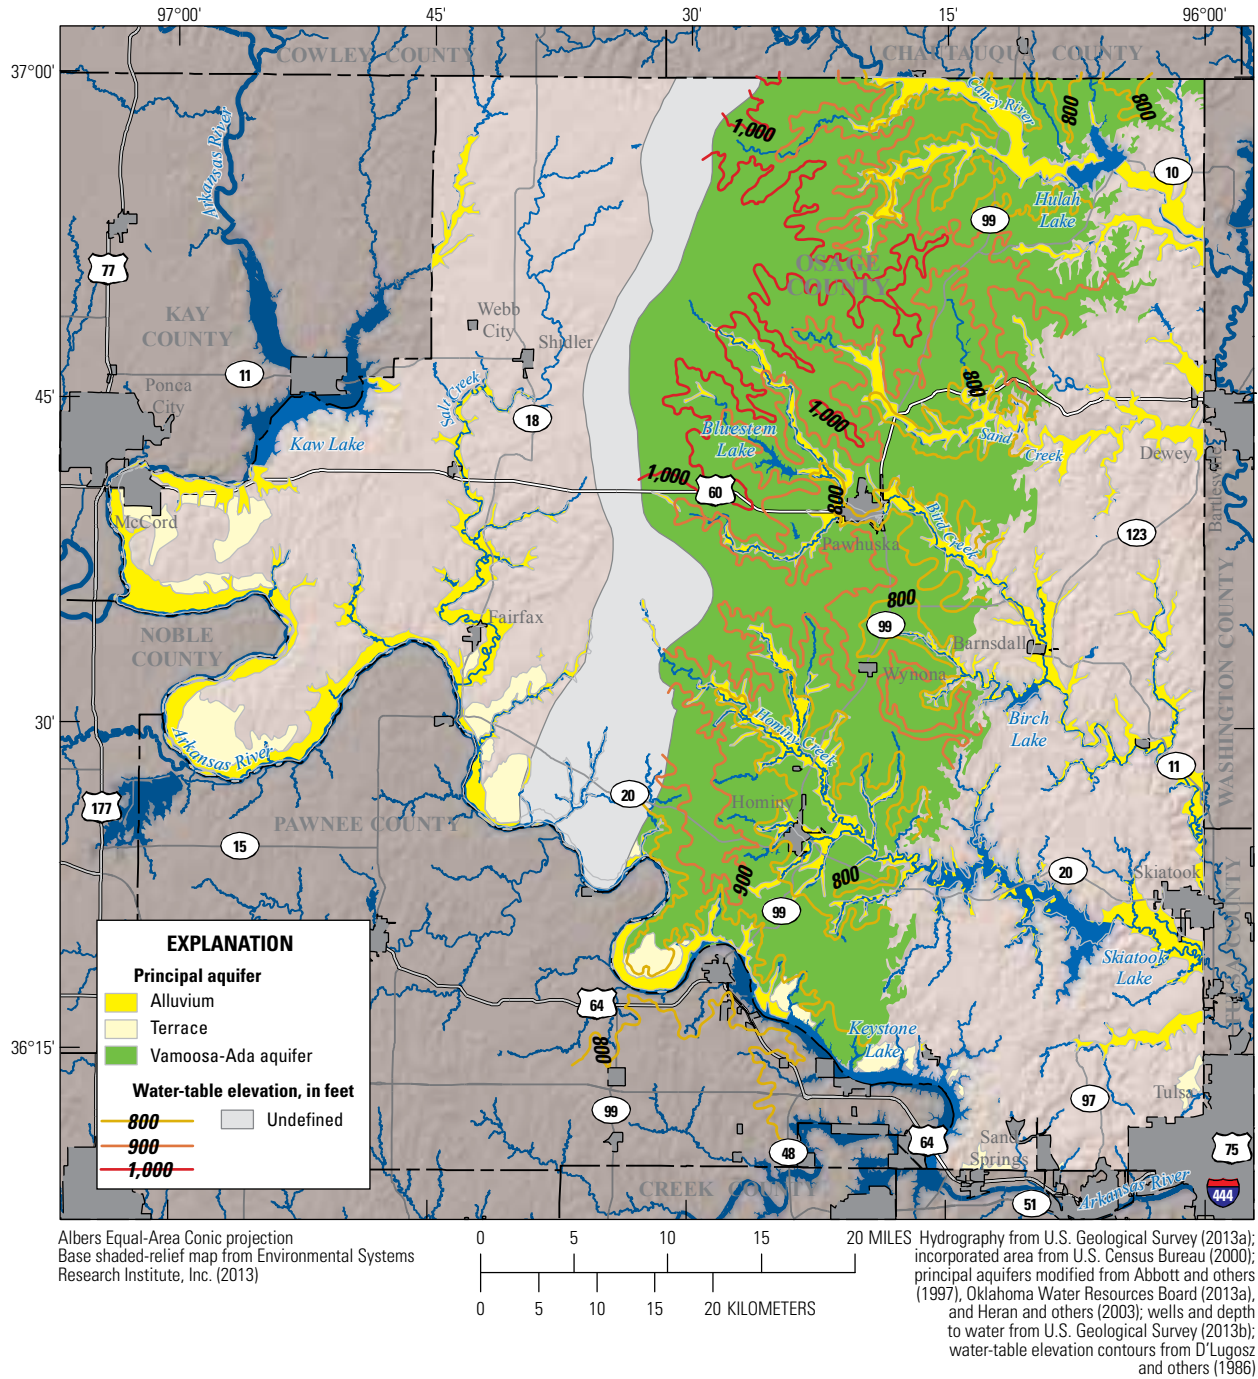 97°00'
45'
30'
15'
96°00'
37°00'
COWLEY COUNTY
CHAUTAUQUA COUNTY
Caney River
800
800
1,000
Arkansas River
10
Hulah
Lake
99
77
OSAGE
COUNTY
KAY
COUNTY
Webb
City
Shidler
11
45'
Ponca
City
Salt Creek
18
800
1,000
Bluestem
Lake
Sand
Creek
Kaw Lake
Dewey
Bartlesville
1,000
60
800
McCord
Bird Creek
Pawhuska
123
800
NOBLE
COUNTY
Fairfax
99
Barnsdall
Wynona
WASHINGTON COUNTY
30'
Arkansas River
Hominy Creek
Birch
Lake
11
177
20
Hominy
PAWNEE COUNTY
15
900
800
20
Skiatook
99
TULSA COUNTY
Skiatook
Lake
64
Keystone
Lake
36°15'
800
99
97
Tulsa
48
64
Sand
Springs
75
CREEK COUNTY
51
Arkansas River
444
EXPLANATION
Principal aquifer
Alluvium
Terrace
Vamoosa-Ada aquifer
Water-table elevation, in feet
800
Undefined
900
1,000
Albers Equal-Area Conic projection
Base shaded-relief map from Environmental Systems
Research Institute, Inc. (2013)
0 5 10 15 20 MILES
0 5 10 15 20 KILOMETERS
Hydrography from U.S. Geological Survey (2013a);
incorporated area from U.S. Census Bureau (2000);
principal aquifers modified from Abbott and others
(1997), Oklahoma Water Resources Board (2013a),
and Heran and others (2003); wells and depth
to water from U.S. Geological Survey (2013b);
water-table elevation contours from D'Lugosz
and others (1986)